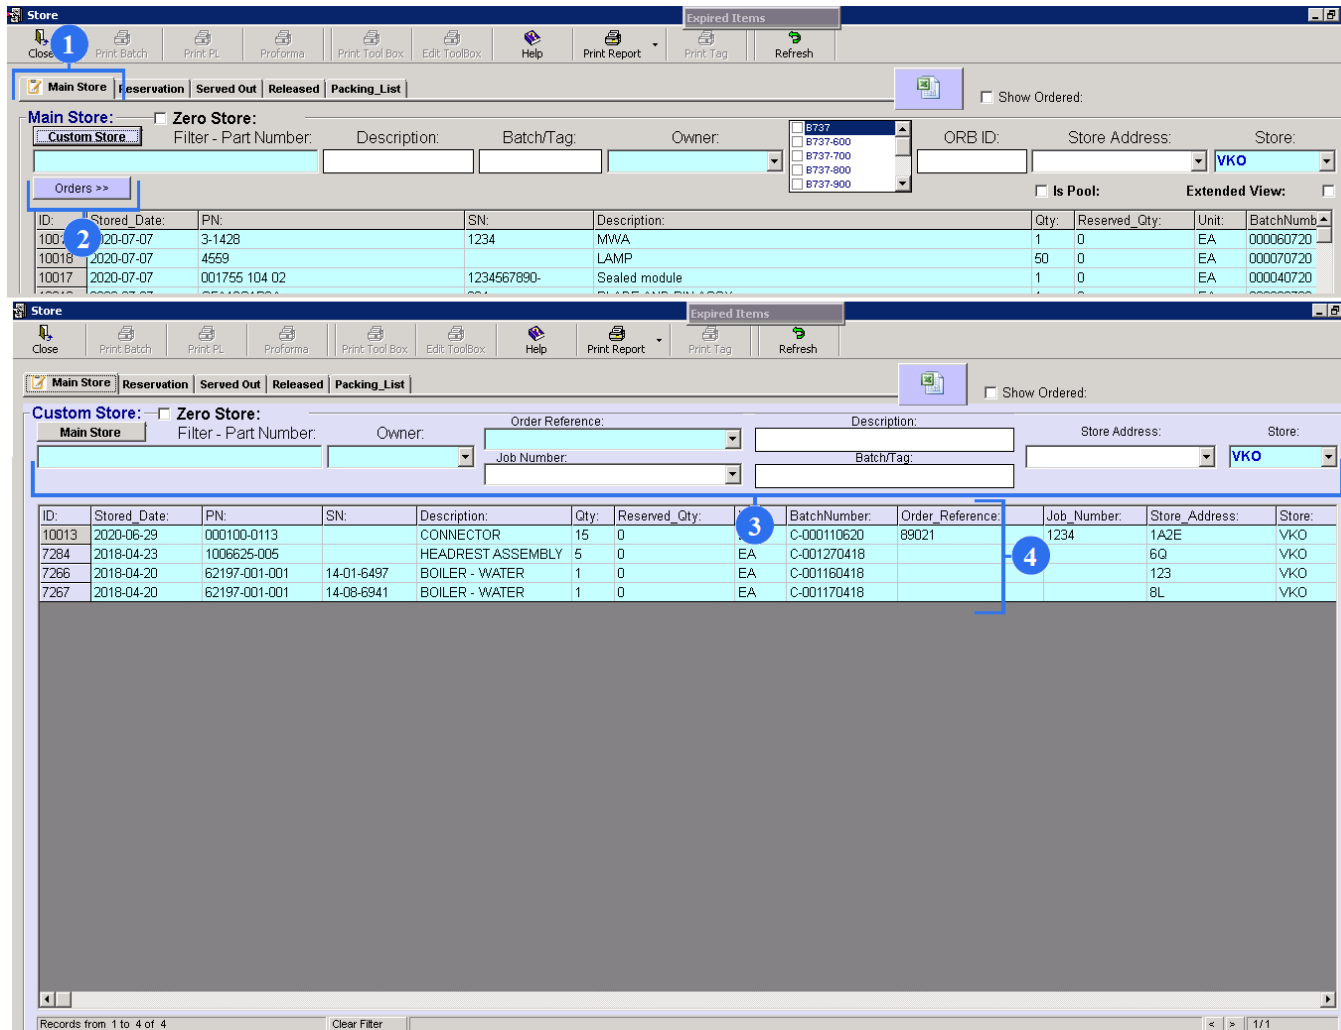 Store
Expired Items
Close Print Batch Print PL Proforma Print Tool Box Edit ToolBox Help Print Report Print Tag Refresh
1
Main Store Reservation Served Out Released Packing_List
Show Ordered:
Main Store: Zero Store:
Custom Store Filter - Part Number: Description: Batch/Tag: Owner: ORB ID: Store Address: Store:
B737
B737-600
B737-700
B737-800
B737-900
VKO
Orders >> Is Pool: Extended View:
2
ID: Stored_Date: PN: SN: Description: Qty: Reserved_Qty: Unit: BatchNumb
2020-07-07 3-1428 1234 MWA 1 0 EA 000060720
10018 2020-07-07 4559 LAMP 50 0 EA 000070720
10017 2020-07-07 001755 104 02 1234567890- Sealed module 1 0 EA 000040720
Store
Expired Items
Close Print Batch Print PL Proforma Print Tool Box Edit ToolBox Help Print Report Print Tag Refresh
Main Store Reservation Served Out Released Packing_List
Show Ordered:
Custom Store: Zero Store:
Main Store Filter - Part Number: Owner: Order Reference: Description: Store Address: Store:
VKO
Job Number: Batch/Tag:
3
ID: Stored_Date: PN: SN: Description: Qty: Reserved_Qty: BatchNumber: Order_Reference: Job_Number: Store_Address: Store:
10013 2020-06-29 000100-0113 CONNECTOR 15 0 C-000110620 89021 1234 1A2E VKO
4
7284 2018-04-23 1006625-005 HEADREST ASSEMBLY 5 0 EA C-001270418 6Q VKO
7266 2018-04-20 62197-001-001 14-01-6497 BOILER - WATER 1 0 EA C-001160418 123 VKO
7267 2018-04-20 62197-001-001 14-08-6941 BOILER - WATER 1 0 EA C-001170418 8L VKO
Records from 1 to 4 of 4 Clear Filter < > 1/1